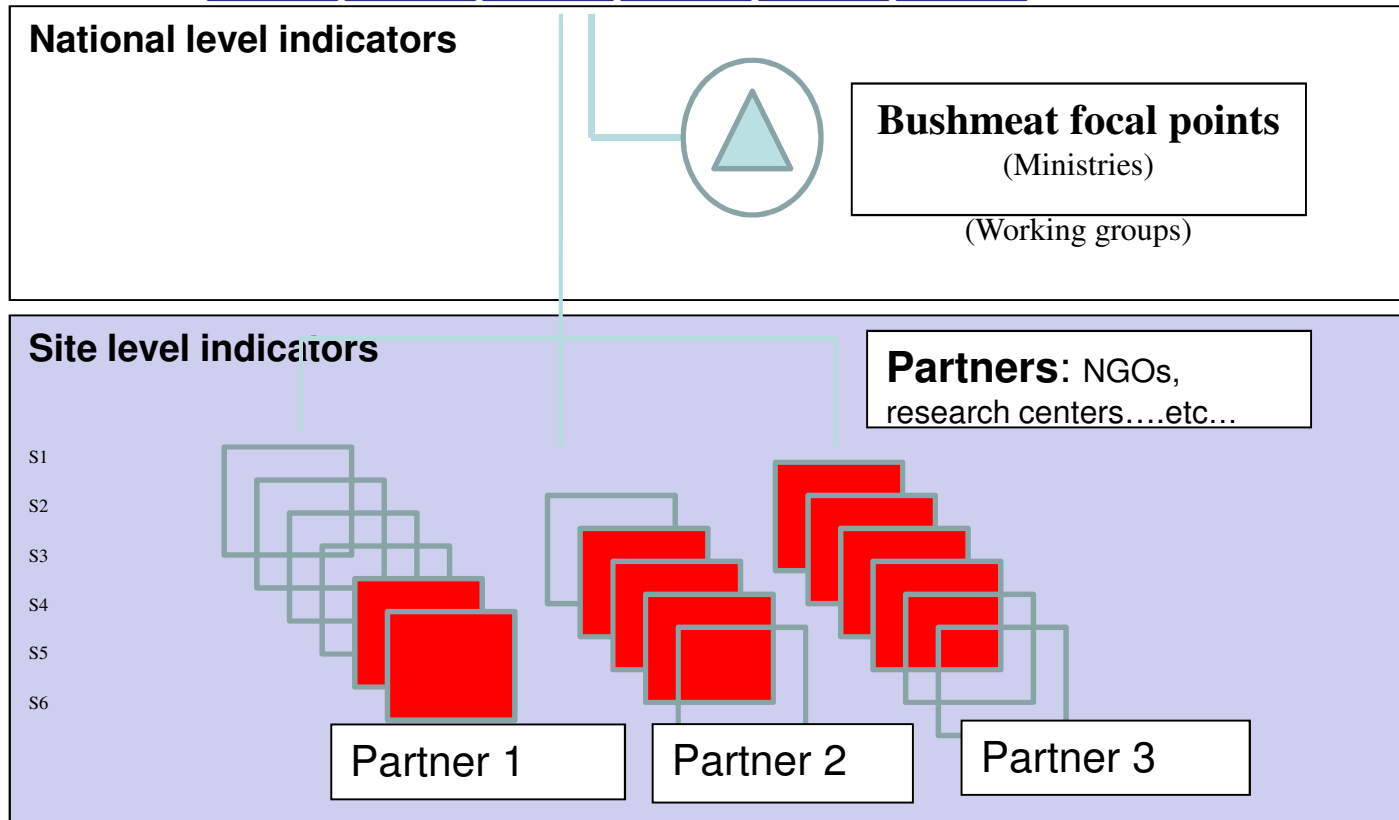 National level indicators
Bushmeat focal points
(Ministries)
(Working groups)
Site level indicators
Partners: NGOs,
research centers….etc…
S1
S2
S3
S4
S5
S6
Partner 1
Partner 2
Partner 3